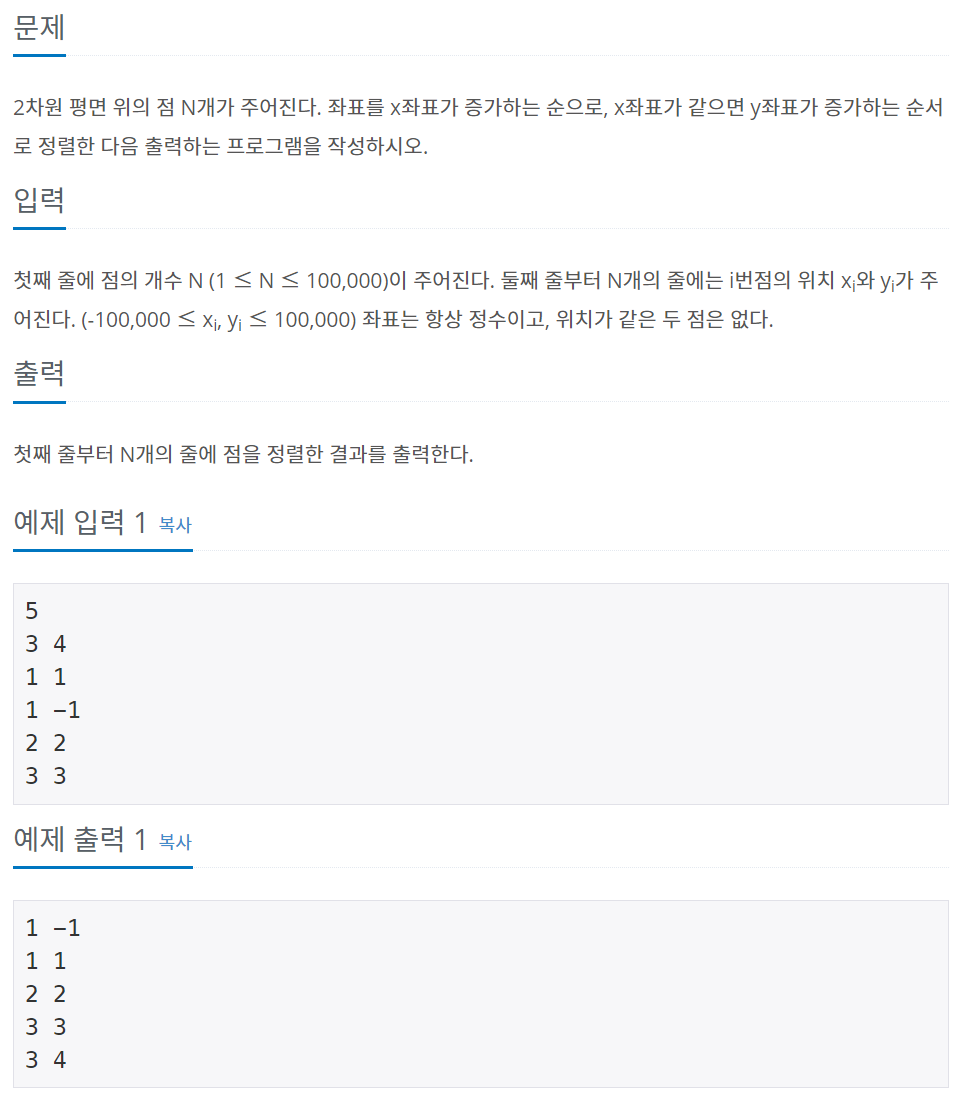 문제
2차원 평면 위의 점 N개가 주어진다. 좌표를 x좌표가 증가하는 순으로, x좌표가 같으면 y좌표가 증가하는 순서
로 정렬한 다음 출력하는 프로그램을 작성하시오.
입력
첫째 줄에 점의 개수 N (1 ≤ N ≤ 100,000)이 주어진다. 둘째 줄부터 N개의 줄에는 i번점의 위치 xi와 yi가 주
어진다. (-100,000 ≤ xi, yi ≤ 100,000) 좌표는 항상 정수이고, 위치가 같은 두 점은 없다.
출력
첫째 줄부터 N개의 줄에 점을 정렬한 결과를 출력한다.
예제 입력 1 복사
5
3 4
1 1
1 -1
2 2
3 3
예제 출력 1 복사
1 -1
1 1
2 2
3 3
3 4